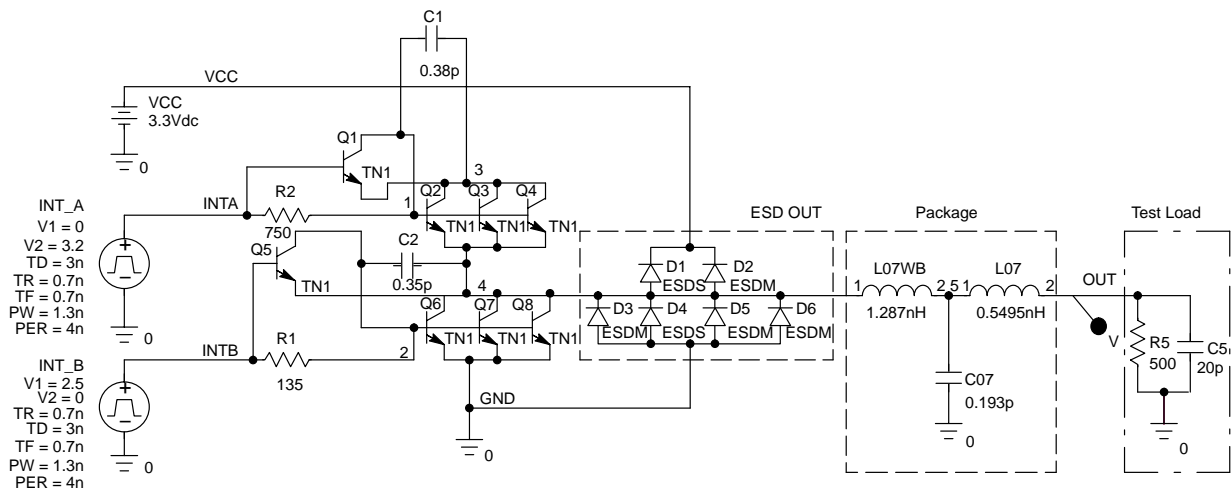 C1
0.38p
VCC
VCC
3.3Vdc
0
Q1
TN1
3
INT_A
V1 = 0
V2 = 3.2
TD = 3n
TR = 0.7n
TF = 0.7n
PW = 1.3n
PER = 4n
0
INTA
R2
750
1
Q2
Q3
Q4
TN1
TN1
TN1
Q5
TN1
C2
0.35p
4
Q6
Q7
Q8
TN1
TN1
TN1
INT_B
V1 = 2.5
V2 = 0
TR = 0.7n
TD = 3n
TF = 0.7n
PW = 1.3n
PER = 4n
0
INTB
R1
135
2
GND
0
ESD OUT
D1
ESDS
D2
ESDM
D3
ESDM
D4
ESDS
D5
ESDM
D6
ESDM
Package
L07WB
1
2
1.287nH
5
L07
1
2
0.5495nH
C07
0.193p
0
Test Load
OUT
V
R5
500
C5
20p
0